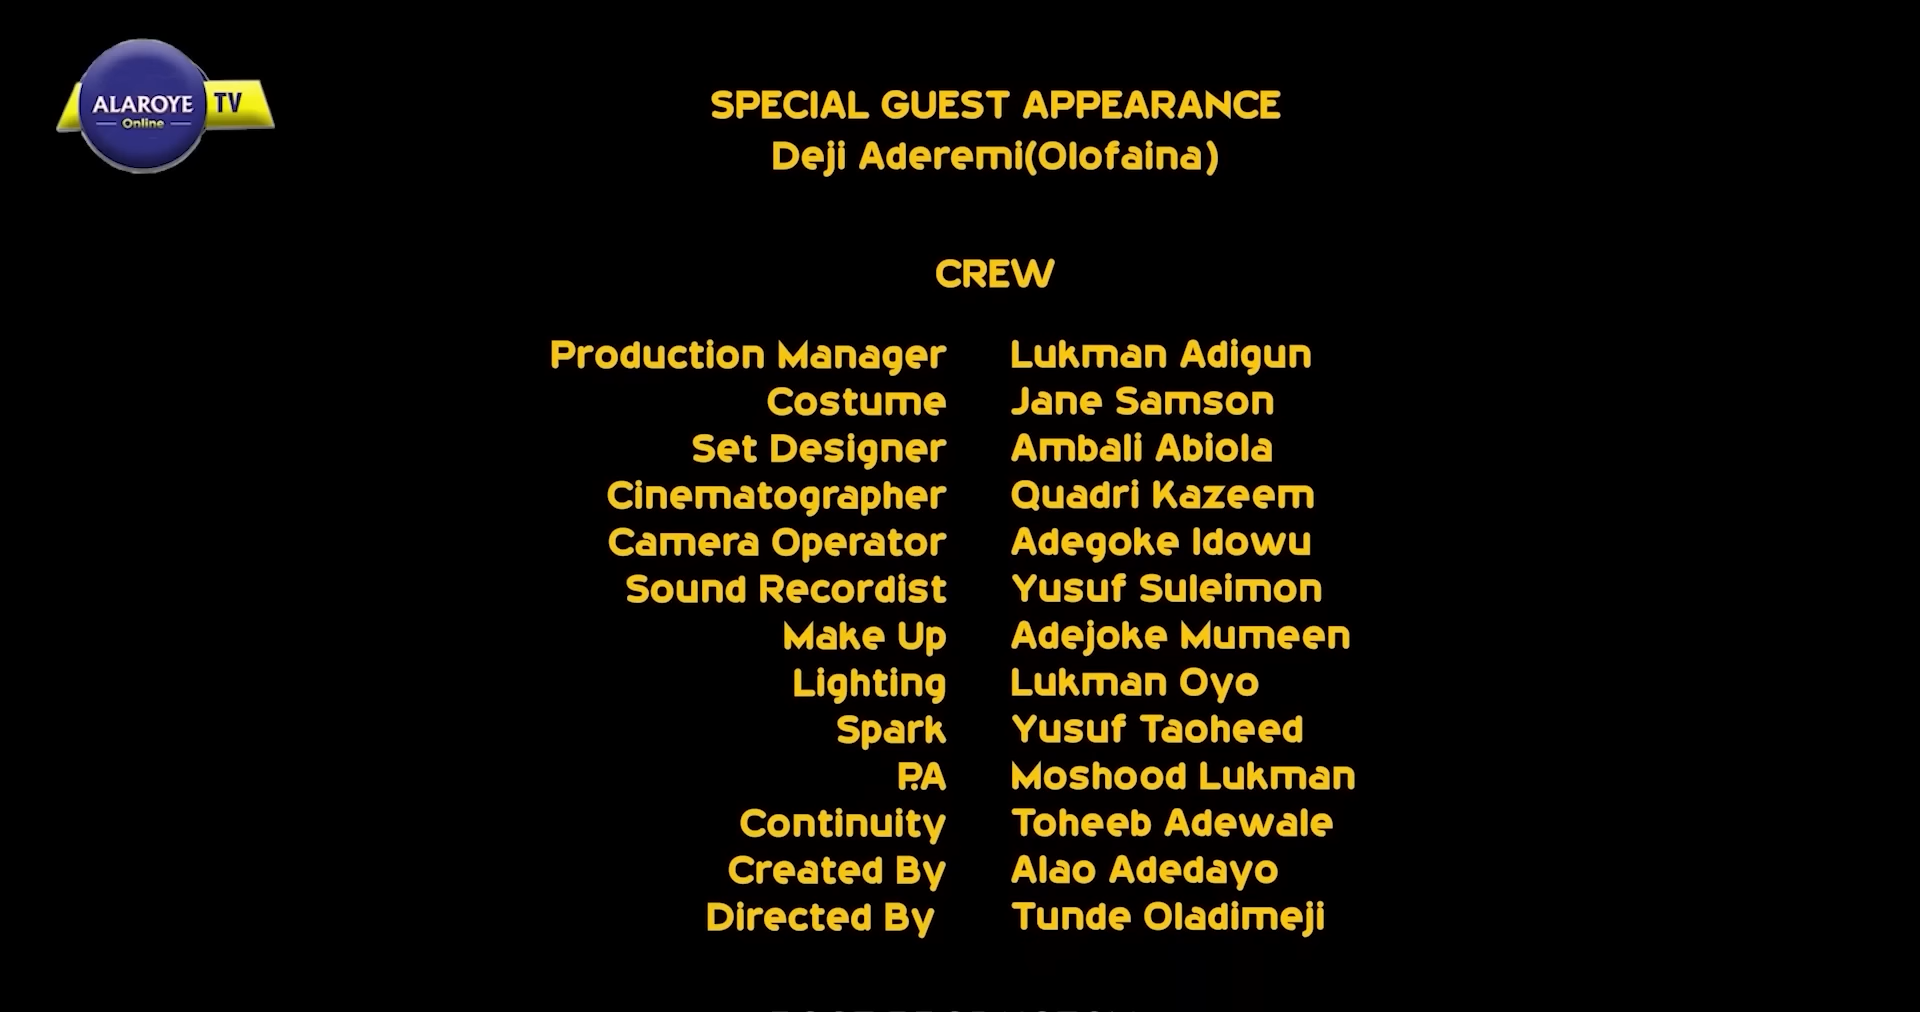 ALAROYE TV
Online
SPECIAL GUEST APPEARANCE
Deji Aderemi(Olofaina)
CREW
Production Manager Lukman Adigun
Costume Jane Samson
Set Designer Ambali Abiola
Cinematographer Quadri Kazeem
Camera Operator Adegoke Idowu
Sound Recordist Yusuf Suleimon
Make Up Adejoke Mumeen
Lighting Lukman Oyo
Spark Yusuf Taoheed
P.A Moshood Lukman
Continuity Toheeb Adewale
Created By Alao Adedayo
Directed By Tunde Oladimeji